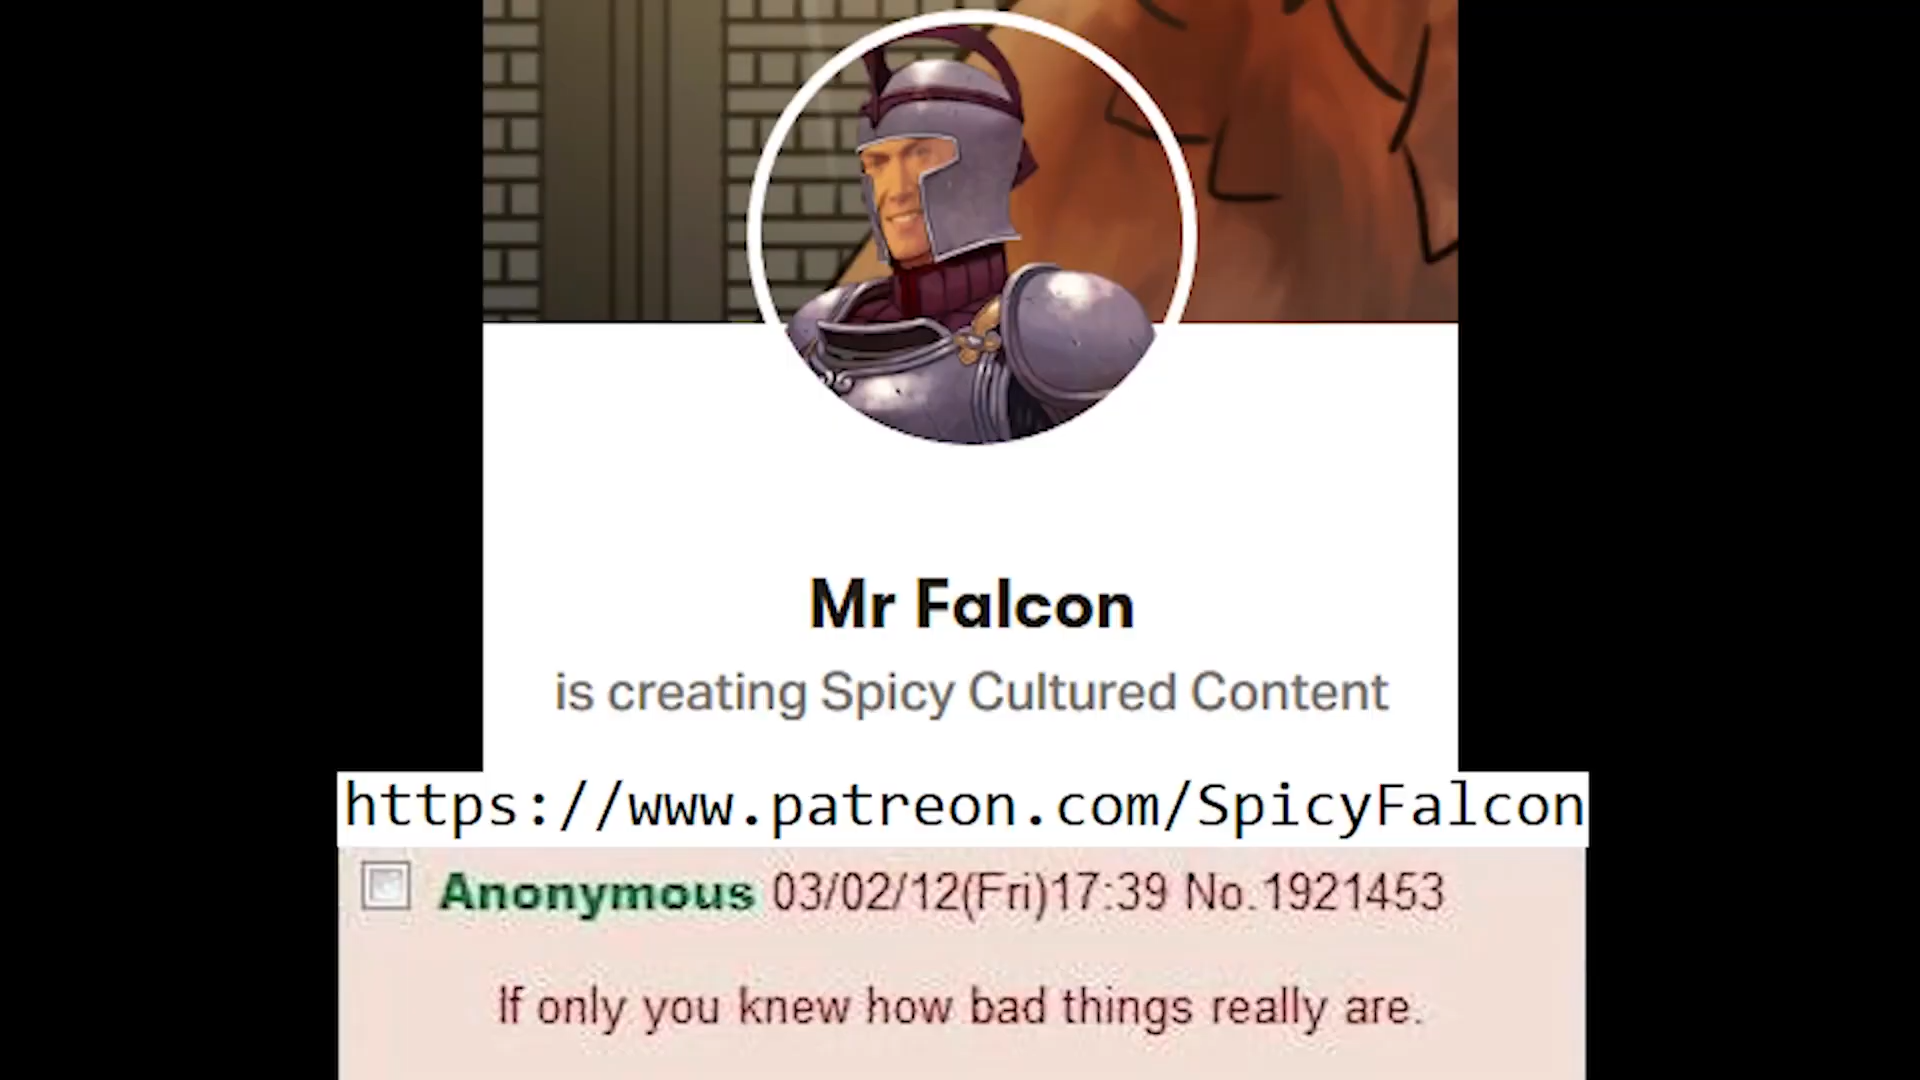 Mr Falcon
is creating Spicy Cultured Content
https://www.patreon.com/SpicyFalcon
Anonymous 03/02/12(Fri)17:39 No.1921453
If only you knew how bad things really are.